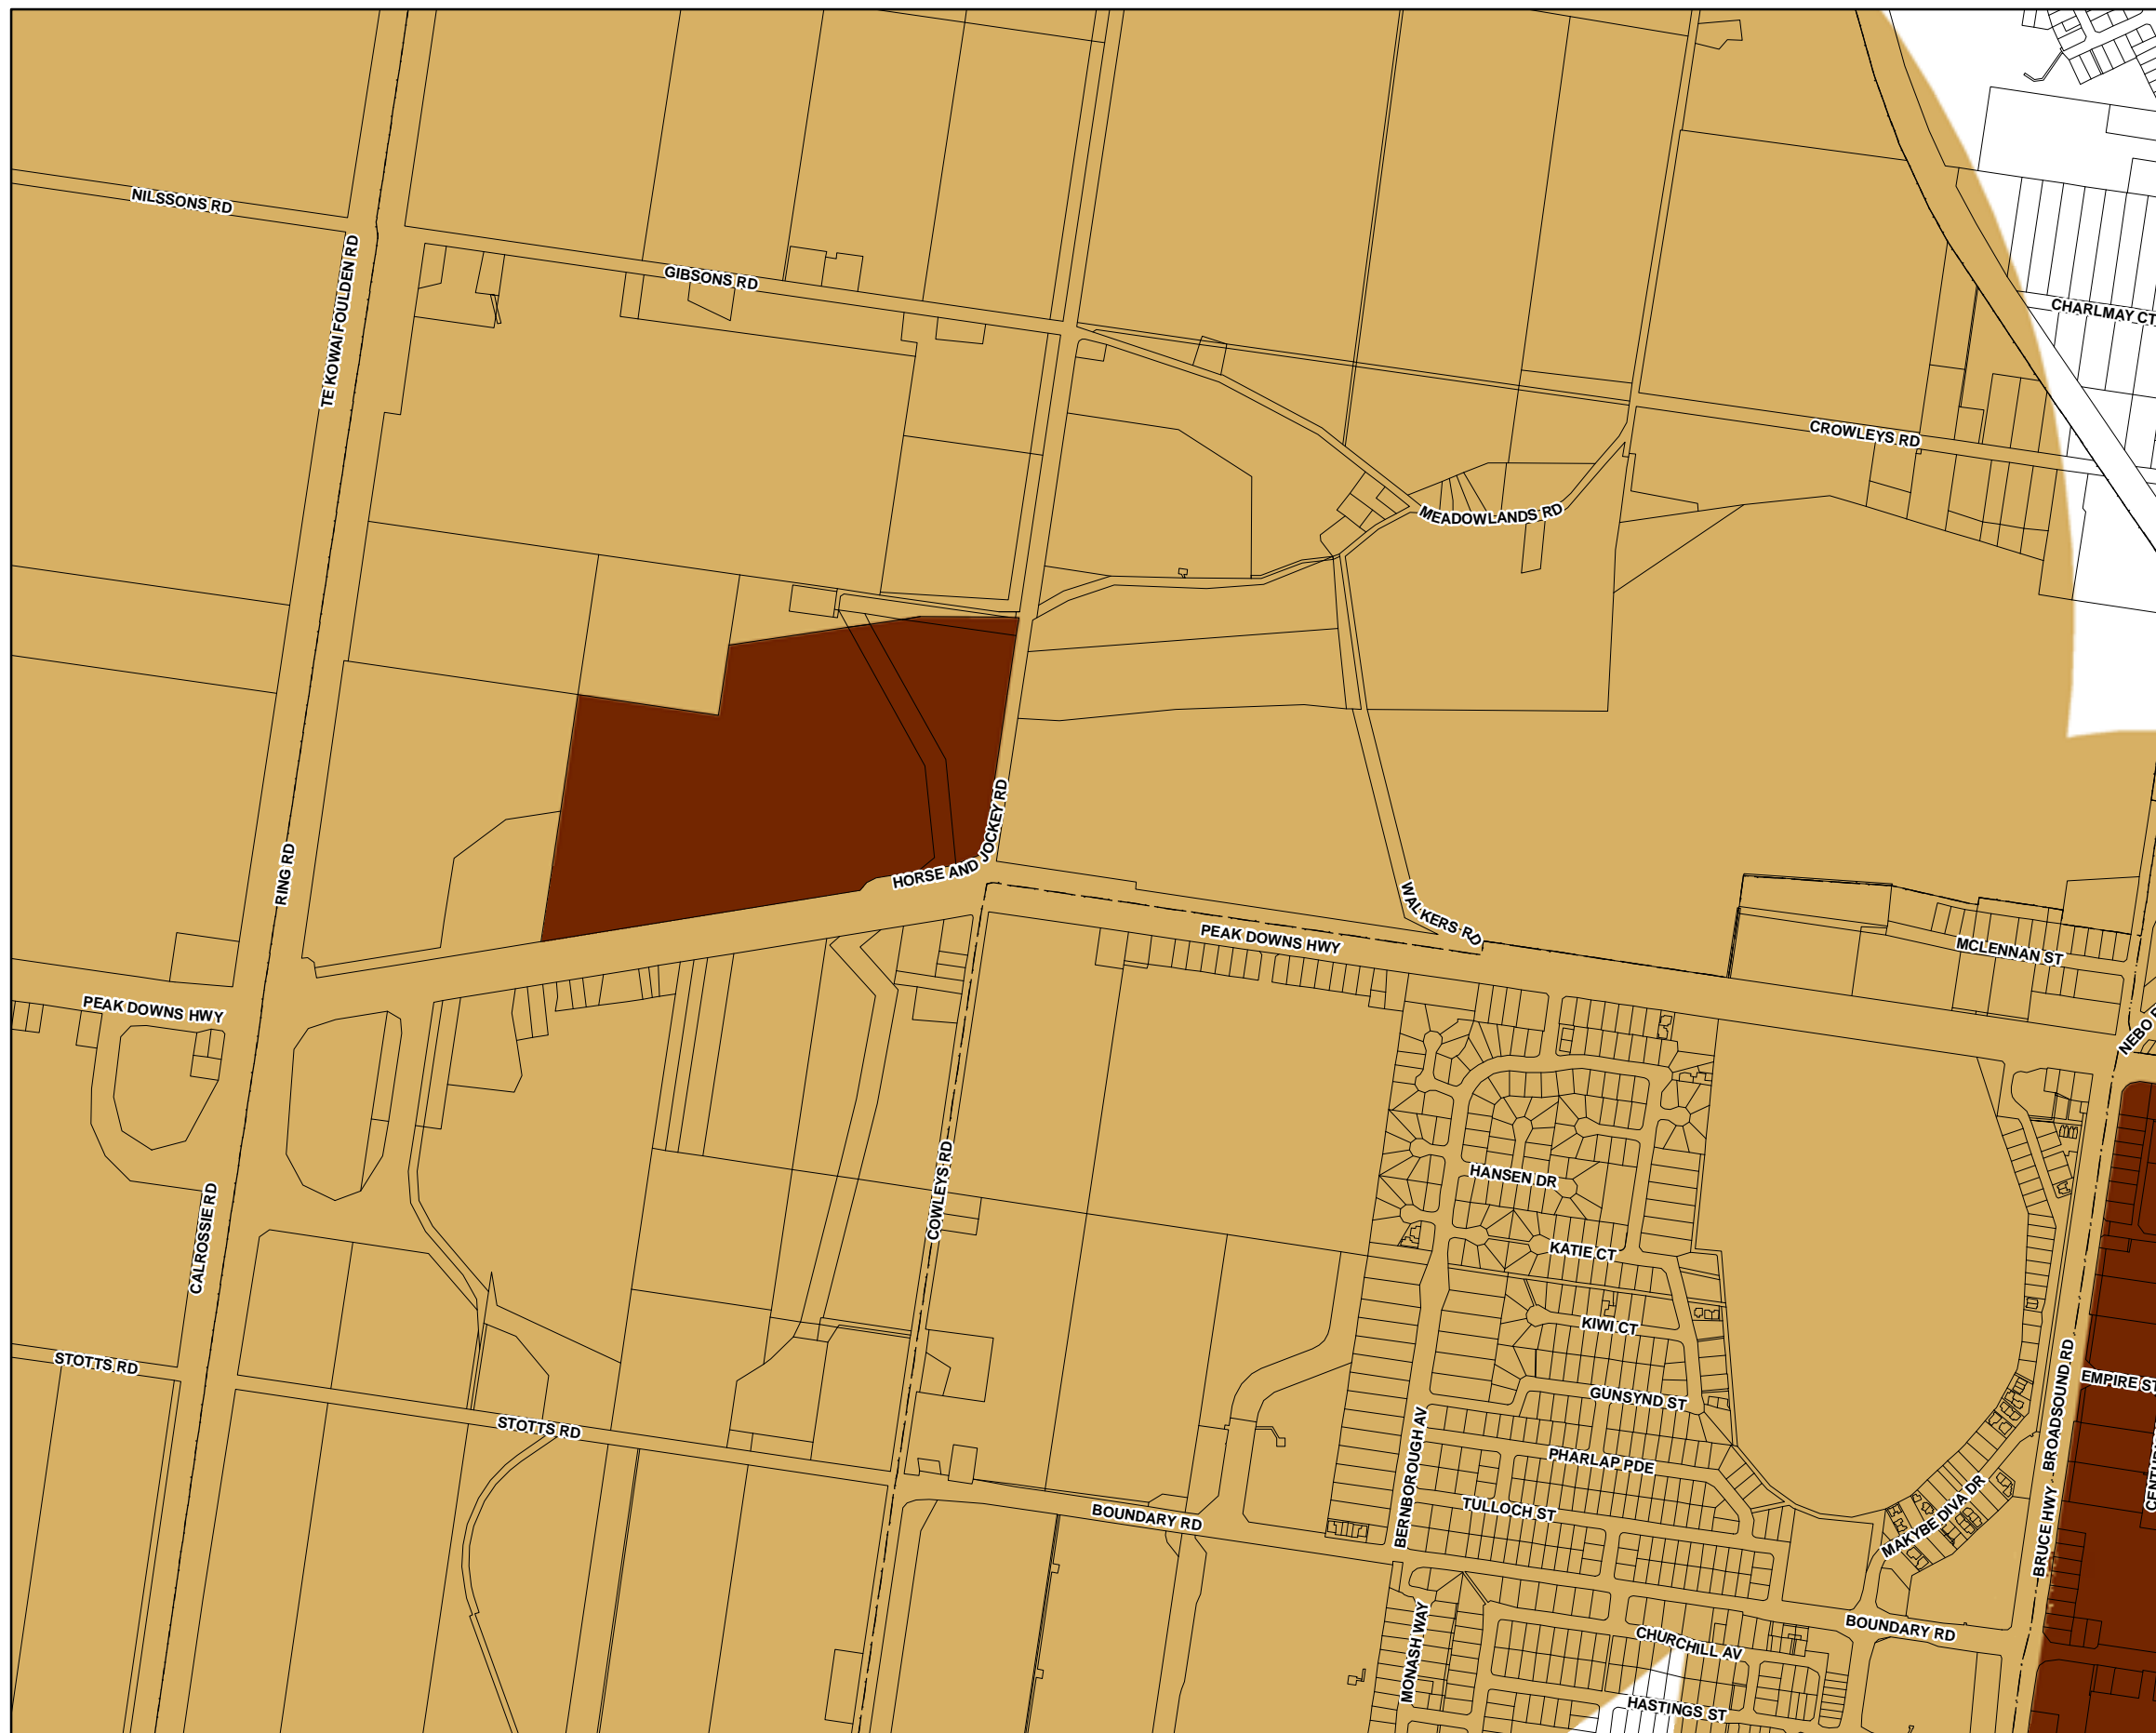 NILSSONS RD
TE KOWAI FOULDEN RD
GIBSONS RD
CHARLMAY CT
CROWLEYS RD
MEADOWLANDS RD
RING RD
HORSE AND JOCKEY RD
WALKERS RD
PEAK DOWNS HWY
MCLENNAN ST
PEAK DOWNS HWY
NEBO
COWLEYS RD
HANSEN DR
CALROSSIE RD
KATIE CT
KIWI CT
STOTTS RD
EMPIRE ST
GUNSYND ST
BROADSOUND RD
STOTTS RD
BERNBOROUGH AV
PHARLAP PDE
TULLOCH ST
BOUNDARY RD
MAKYBE DIVA DR
BRUCE HWY
MONASH WAY
CHURCHILL AV
BOUNDARY RD
HASTINGS ST